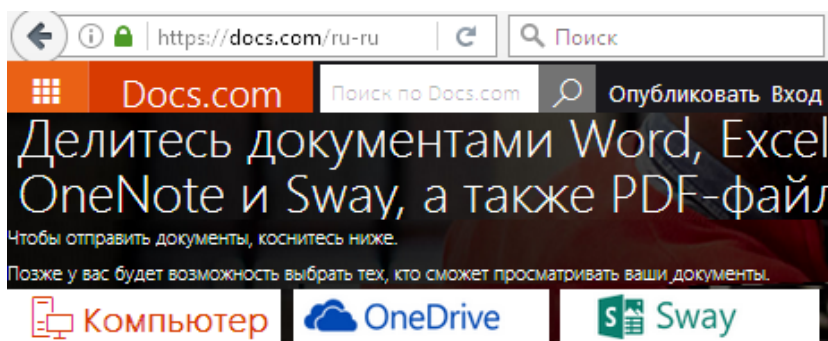 https://docs.com/ru-ru Поиск
Docs.com Поиск по Docs.com Опубликовать Вход
Делитесь документами Word, Excel
OneNote и Sway, а также PDF-файл
Чтобы отправить документы, коснитесь ниже.
Позже у вас будет возможность выбрать тех, кто сможет просматривать ваши документы.
Компьютер OneDrive S Sway